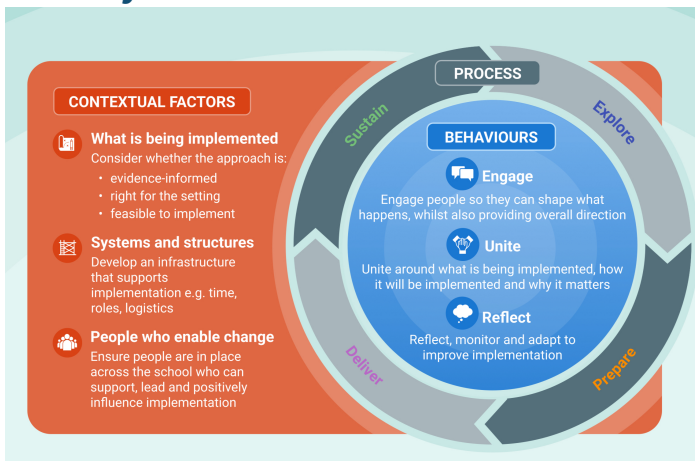 CONTEXTUAL FACTORS
What is being implemented
Consider whether the approach is:
• evidence-informed
• right for the setting
• feasible to implement
Systems and structures
Develop an infrastructure
that supports
implementation e.g. time,
roles, logistics
People who enable change
Ensure people are in place
across the school who can
support, lead and positively
influence implementation
PROCESS
Explore
Prepare
Deliver
Sustain
BEHAVIOURS
Engage
Engage people so they can shape what
happens, whilst also providing overall direction
Unite
Unite around what is being implemented, how
it will be implemented and why it matters
Reflect
Reflect, monitor and adapt to
improve implementation